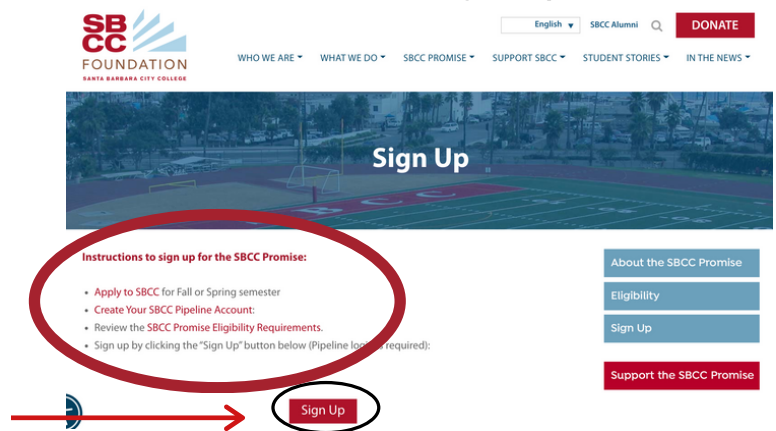 SB
CC
FOUNDATION
SANTA BARBARA CITY COLLEGE
English
SBCC Alumni
DONATE
WHO WE ARE
WHAT WE DO
SBCC PROMISE
SUPPORT SBCC
STUDENT STORIES
IN THE NEWS
Sign Up
S B C C
Instructions to sign up for the SBCC Promise:
• Apply to SBCC for Fall or Spring semester
• Create Your SBCC Pipeline Account:
• Review the SBCC Promise Eligibility Requirements.
• Sign up by clicking the "Sign Up" button below (Pipeline required):
Sign Up
About the SBCC Promise
Eligibility
Sign Up
Support the SBCC Promise